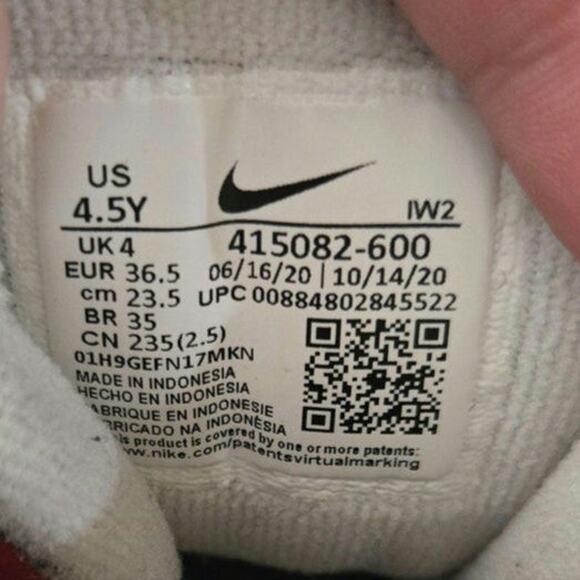 US
4.5Y
IW2
UK 4
415082-600
EUR 36.5
06/16/20 | 10/14/20
cm 23.5
UPC 00884802845522
BR 35
CN 235(2.5)
01H9GEFN17MKN
MADE IN INDONESIA
HECHO EN INDONESIA
FABRIQUE EN INDONESIE
FABRICADO NA INDONÈSIA
This product is covered by one or more patents:
www.nike.com/patentsvirtualmarking